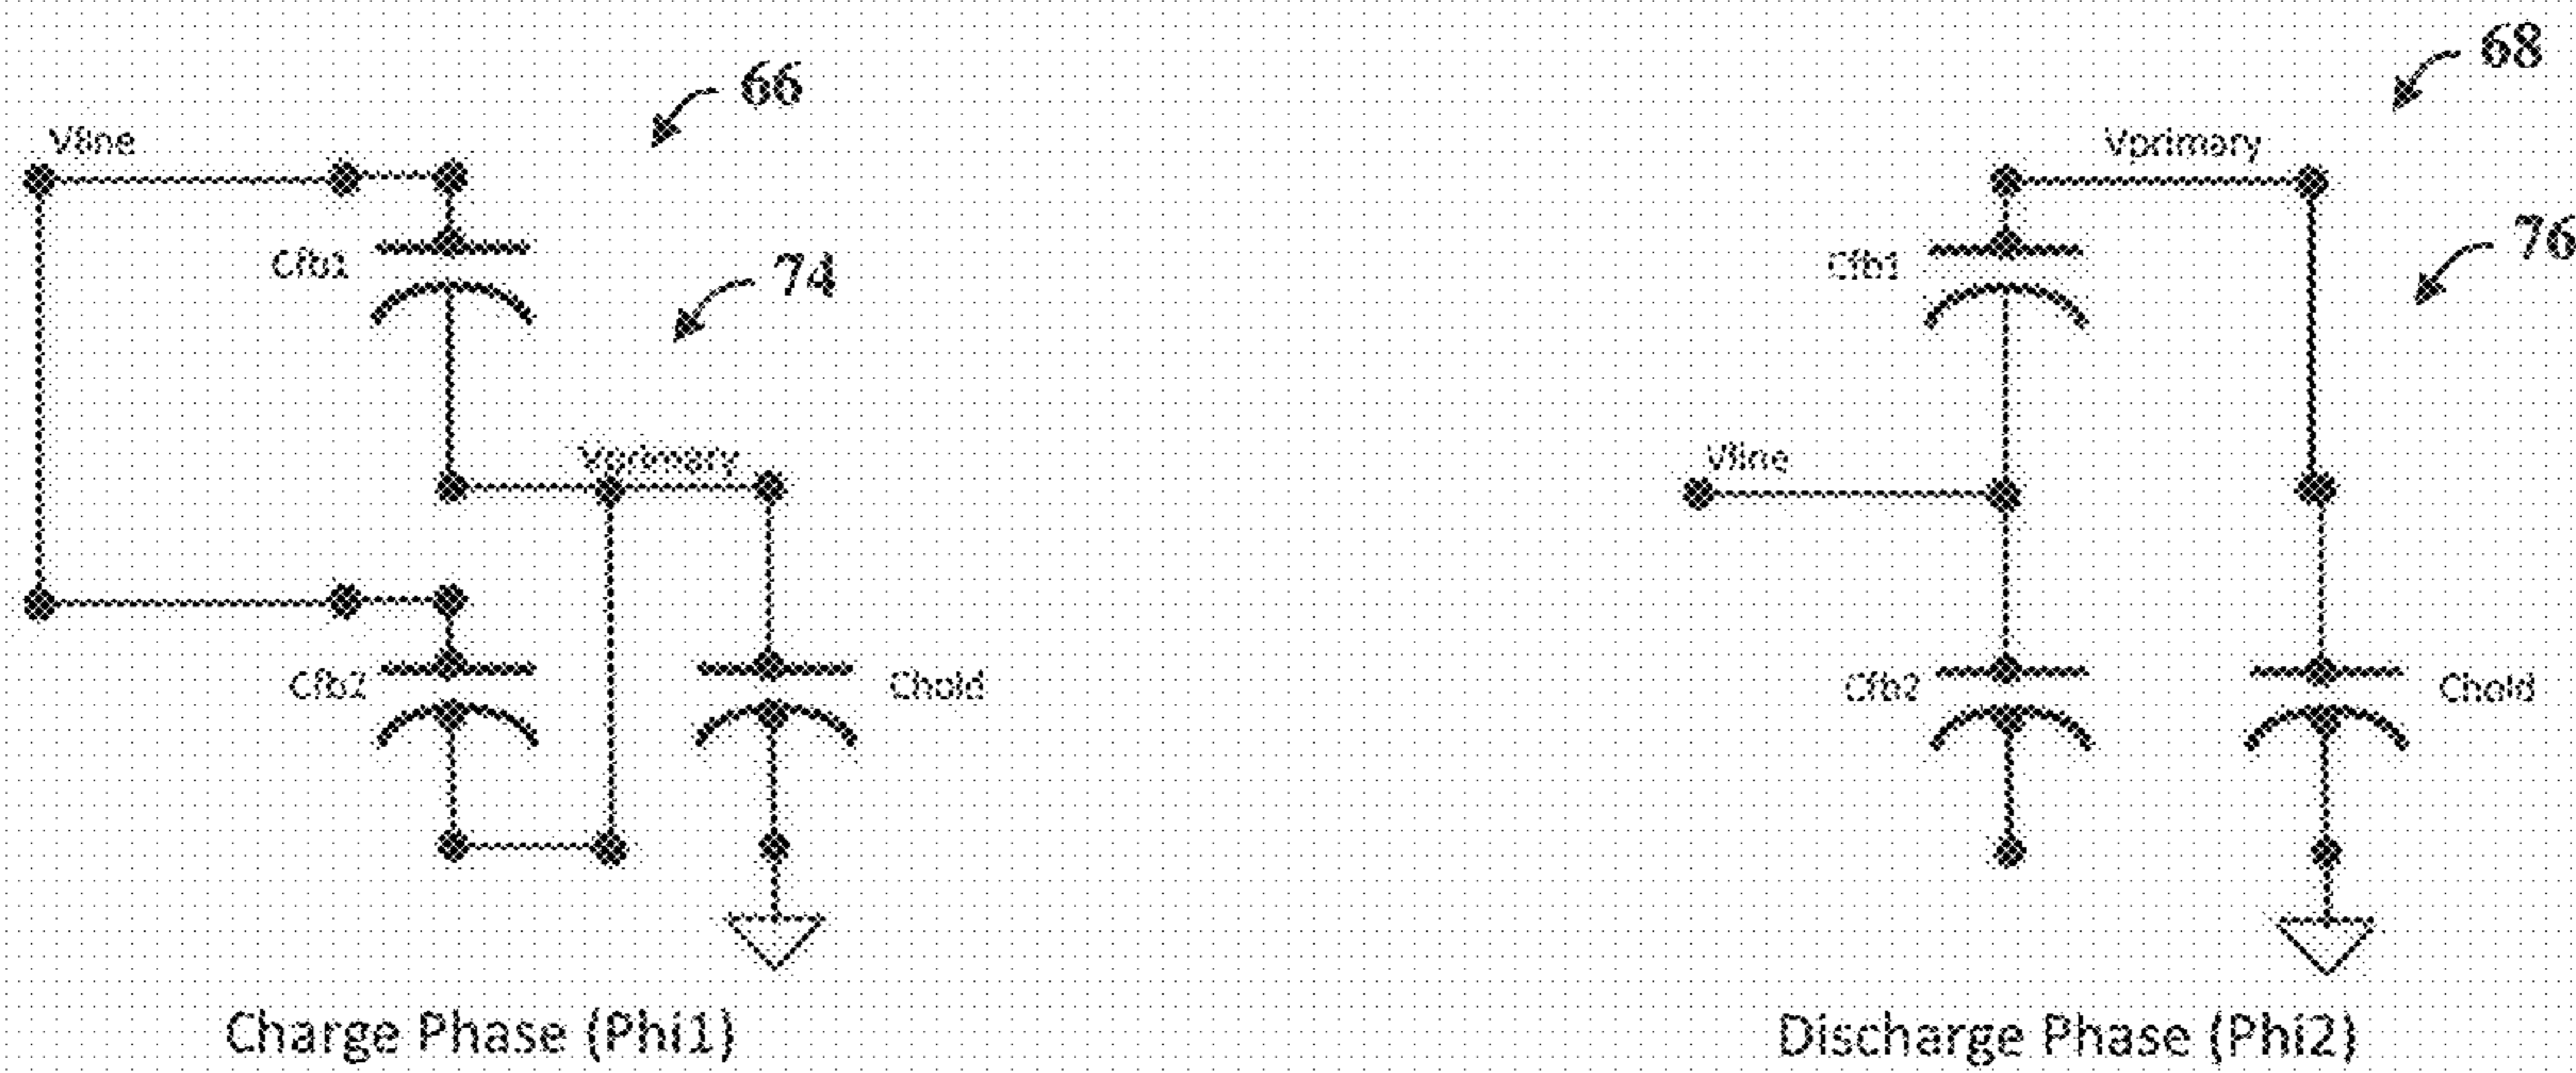 66
68
Vline
Vprimary
Cfb1
74
Cfb1
76
Vprimary
Vline
Cfb2
Chold
Cfb2
Chold
Charge Phase (Phi1)
Discharge Phase (Phi2)